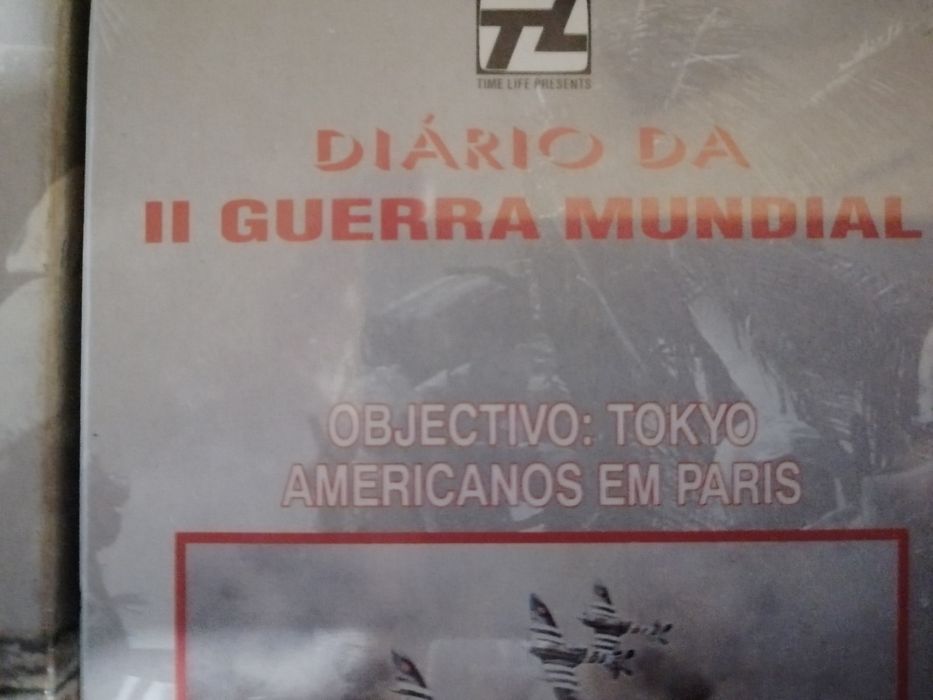 TL
TIME LIFE PRESENTS
DIÁRIO DA
II GUERRA MUNDIAL
OBJECTIVO: TOKYO
AMERICANOS EM PARIS